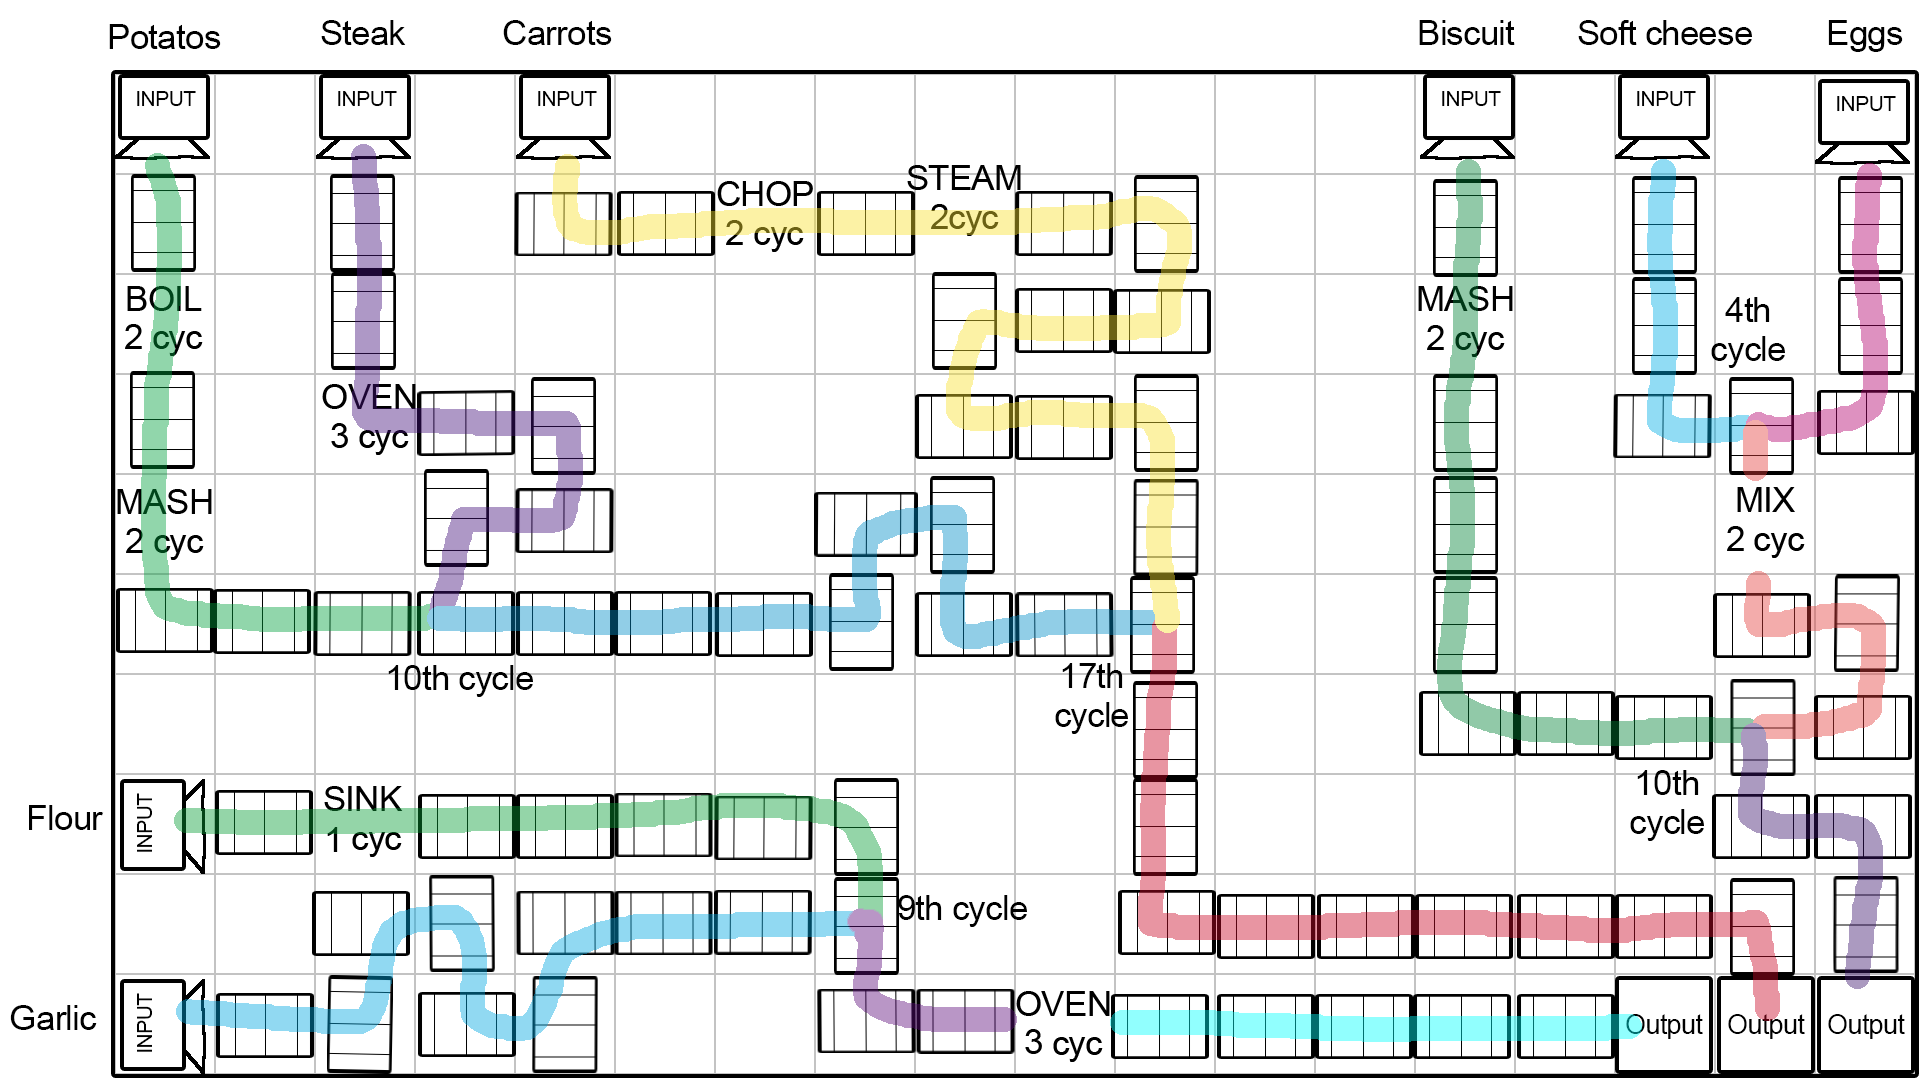 Potatos
Steak
Carrots
Biscuit
Soft cheese
Eggs
INPUT
INPUT
INPUT
INPUT
INPUT
INPUT
CHOP
2 cyc
STEAM
2cyc
BOIL
2 cyc
MASH
2 cyc
4th
cycle
OVEN
3 cyc
MASH
2 cyc
MIX
2 cyc
10th cycle
17th
cycle
10th
cycle
Flour
INPUT
SINK
1 cyc
9th cycle
Garlic
INPUT
OVEN
3 cyc
Output
Output
Output